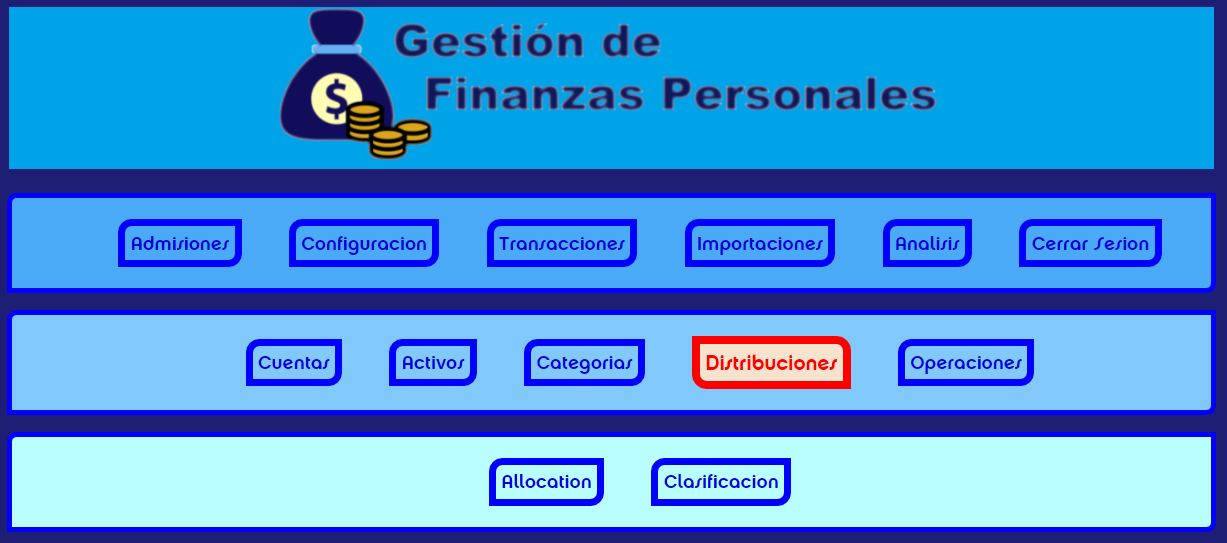 Gestión de
Finanzas Personales
$
Admisiones Configuracion Transacciones Importaciones Analisis Cerrar Sesion
Cuentas Activos Categorias Distribuciones Operaciones
Allocation Clasificacion